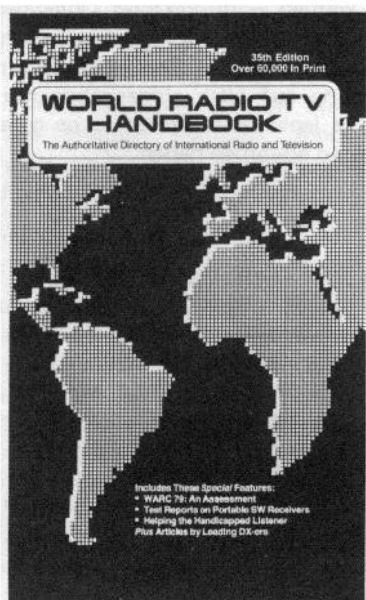 35th Edition
Over 60,000 In Print
WORLD RADIO TV
HANDBOOK
The Authoritative Directory of International Radio and Television
Includes These Special Features:
• WARC 79: An Assessment
• Test Reports on Portable SW Receivers
• Helping the Handicapped Listener
Plus Articles by Leading DX-ers